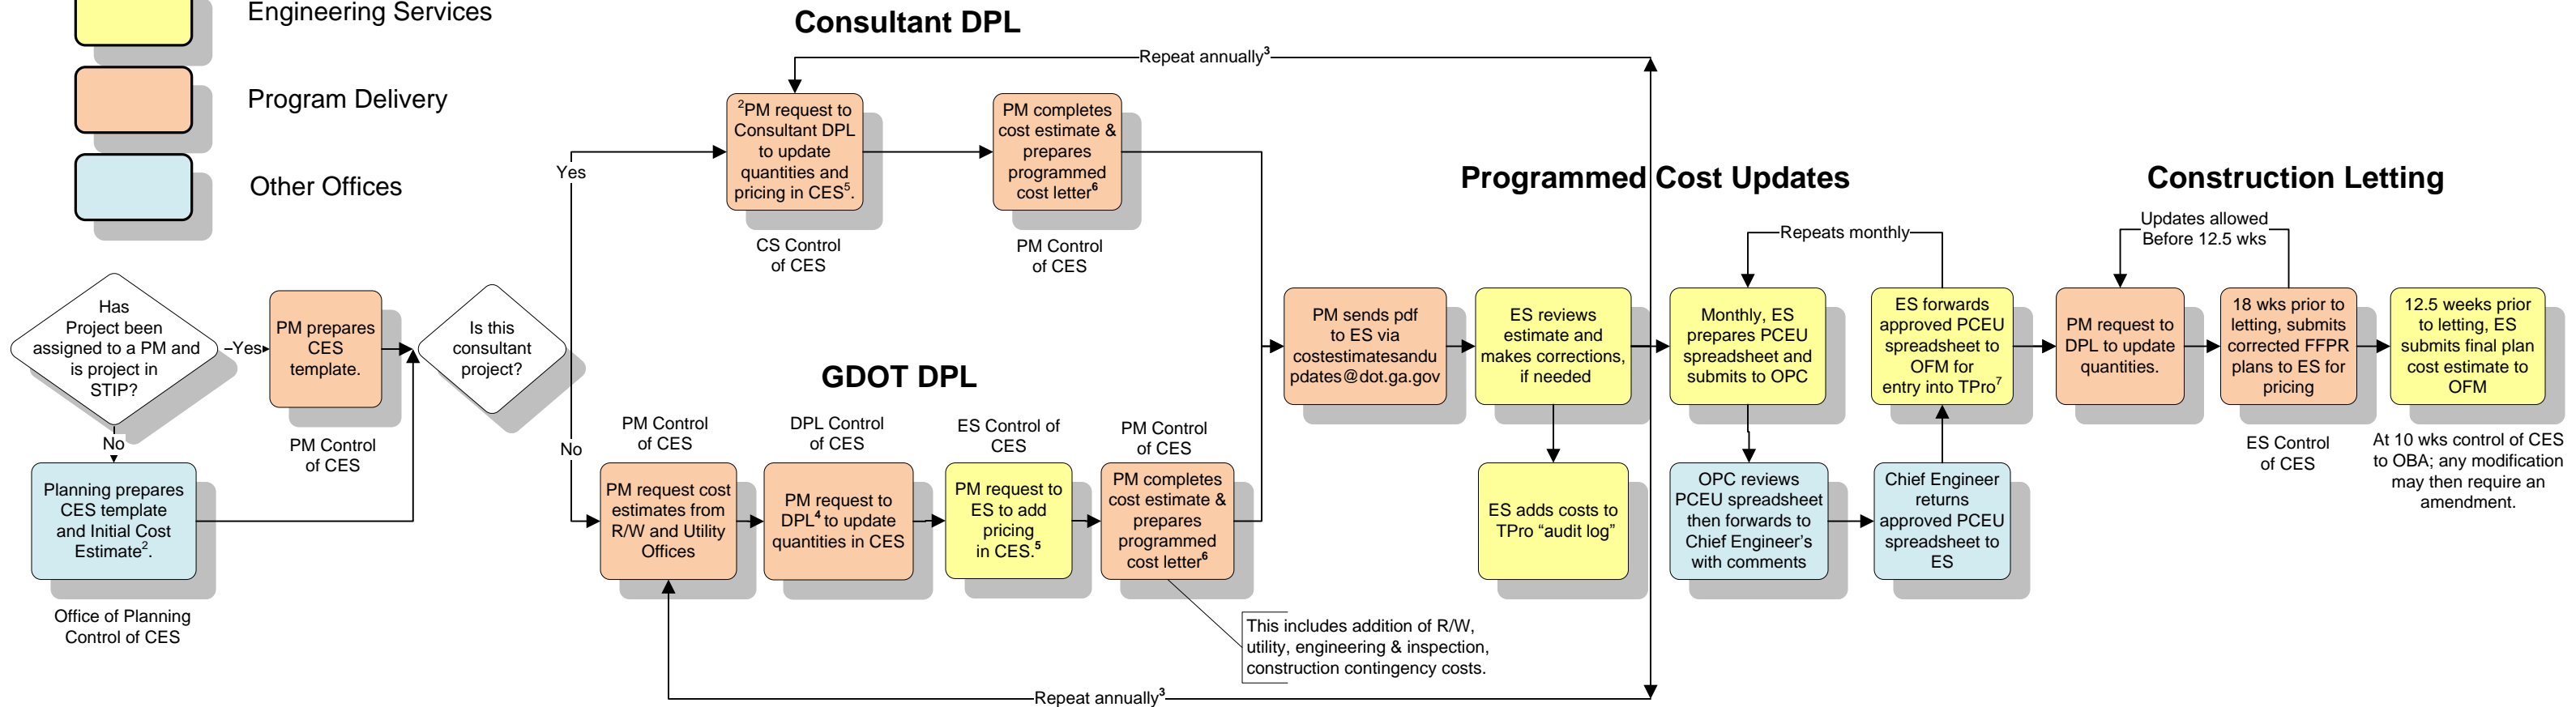 Engineering Services
Program Delivery
Other Offices
Consultant DPL
Repeat annually³
²PM request to
Consultant DPL
to update
quantities and
pricing in CES⁵.
CS Control
of CES
PM completes
cost estimate &
prepares
programmed
cost letter⁶
PM Control
of CES
Yes
No
Has
Project been
assigned to a PM and
is project in
STIP?
Yes
No
PM prepares
CES
template.
PM Control
of CES
Is this
consultant
project?
Planning prepares
CES template
and Initial Cost
Estimate².
Office of Planning
Control of CES
GDOT DPL
PM Control
of CES
PM request cost
estimates from
R/W and Utility
Offices
DPL Control
of CES
PM request to
DPL⁴ to update
quantities in CES
ES Control of
CES
PM request to
ES to add
pricing
in CES.⁵
PM Control
of CES
PM completes
cost estimate &
prepares
programmed
cost letter⁶
This includes addition of R/W,
utility, engineering & inspection,
construction contingency costs.
Repeat annually³
Programmed Cost Updates
PM sends pdf
to ES via
costestimatesandu
pdates@dot.ga.gov
ES reviews
estimate and
makes corrections,
if needed
ES adds costs to
TPro “audit log”
Repeats monthly
Monthly, ES
prepares PCEU
spreadsheet and
submits to OPC
OPC reviews
PCEU spreadsheet
then forwards to
Chief Engineer’s
with comments
Chief Engineer
returns
approved PCEU
spreadsheet to
ES
ES forwards
approved PCEU
spreadsheet to
OFM for
entry into TPro⁷
Construction Letting
Updates allowed
Before 12.5 wks
PM request to
DPL to update
quantities.
18 wks prior to
letting, submits
corrected FFPR
plans to ES for
pricing
ES Control
of CES
12.5 weeks prior
to letting, ES
submits final plan
cost estimate to
OFM
At 10 wks control of CES
to OBA; any modification
may then require an
amendment.